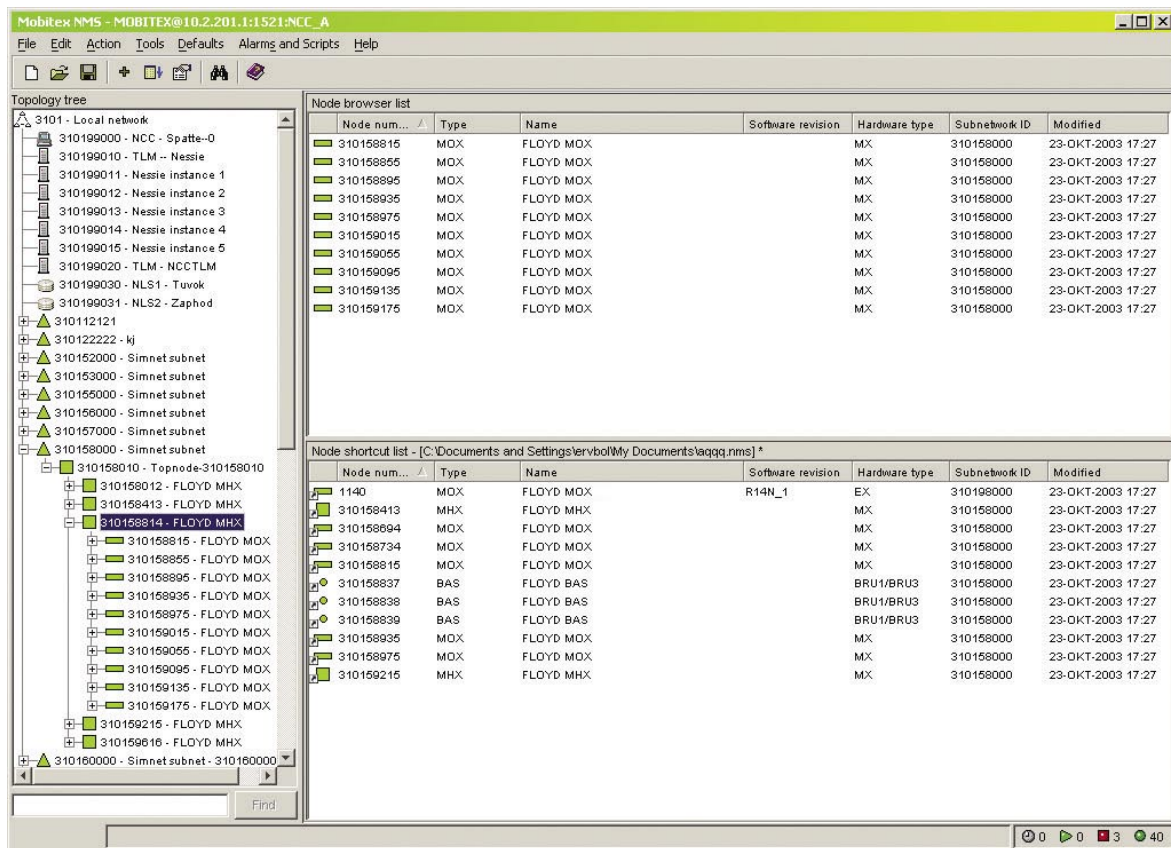 Mobitex NMS - MOBITEX@10.2.201.1:1521:NCC_A
File Edit Action Tools Defaults Alarms and Scripts Help
Topology tree
3101 - Local network
310199000 - NCC - Spatte--0
310199010 - TLM -- Nessie
310199011 - Nessie instance 1
310199012 - Nessie instance 2
310199013 - Nessie instance 3
310199014 - Nessie instance 4
310199015 - Nessie instance 5
310199020 - TLM - NCCTLM
310199030 - NLS1 - Tuvok
310199031 - NLS2 - Zaphod
310112121
310122222 - kj
310152000 - Simnet subnet
310153000 - Simnet subnet
310155000 - Simnet subnet
310156000 - Simnet subnet
310157000 - Simnet subnet
310158000 - Simnet subnet
310158010 - Topnode-310158010
310158012 - FLOYD MHX
310158413 - FLOYD MHX
310158814 - FLOYD MHX
310158815 - FLOYD MOX
310158855 - FLOYD MOX
310158895 - FLOYD MOX
310158935 - FLOYD MOX
310158975 - FLOYD MOX
310159015 - FLOYD MOX
310159055 - FLOYD MOX
310159095 - FLOYD MOX
310159135 - FLOYD MOX
310159175 - FLOYD MOX
310159215 - FLOYD MHX
310159616 - FLOYD MHX
310160000 - Simnet subnet - 310160000
Find
Node browser list
Node num... Type Name Software revision Hardware type Subnetwork ID Modified
310158815 MOX FLOYD MOX MX 310158000 23-OKT-2003 17:27
310158855 MOX FLOYD MOX MX 310158000 23-OKT-2003 17:27
310158895 MOX FLOYD MOX MX 310158000 23-OKT-2003 17:27
310158935 MOX FLOYD MOX MX 310158000 23-OKT-2003 17:27
310158975 MOX FLOYD MOX MX 310158000 23-OKT-2003 17:27
310159015 MOX FLOYD MOX MX 310158000 23-OKT-2003 17:27
310159055 MOX FLOYD MOX MX 310158000 23-OKT-2003 17:27
310159095 MOX FLOYD MOX MX 310158000 23-OKT-2003 17:27
310159135 MOX FLOYD MOX MX 310158000 23-OKT-2003 17:27
310159175 MOX FLOYD MOX MX 310158000 23-OKT-2003 17:27
Node shortcut list - [C:\Documents and Settings\ervbol\My Documents\aqqq.nms] *
Node num... Type Name Software revision Hardware type Subnetwork ID Modified
1140 MOX FLOYD MOX R14N_1 EX 310198000 23-OKT-2003 17:27
310158413 MHX FLOYD MHX MX 310158000 23-OKT-2003 17:27
310158694 MOX FLOYD MOX MX 310158000 23-OKT-2003 17:27
310158734 MOX FLOYD MOX MX 310158000 23-OKT-2003 17:27
310158815 MOX FLOYD MOX MX 310158000 23-OKT-2003 17:27
310158837 BAS FLOYD BAS BRU1/BRU3 310158000 23-OKT-2003 17:27
310158838 BAS FLOYD BAS BRU1/BRU3 310158000 23-OKT-2003 17:27
310158839 BAS FLOYD BAS BRU1/BRU3 310158000 23-OKT-2003 17:27
310158935 MOX FLOYD MOX MX 310158000 23-OKT-2003 17:27
310158975 MOX FLOYD MOX MX 310158000 23-OKT-2003 17:27
310159215 MHX FLOYD MHX MX 310158000 23-OKT-2003 17:27
0 0 3 40